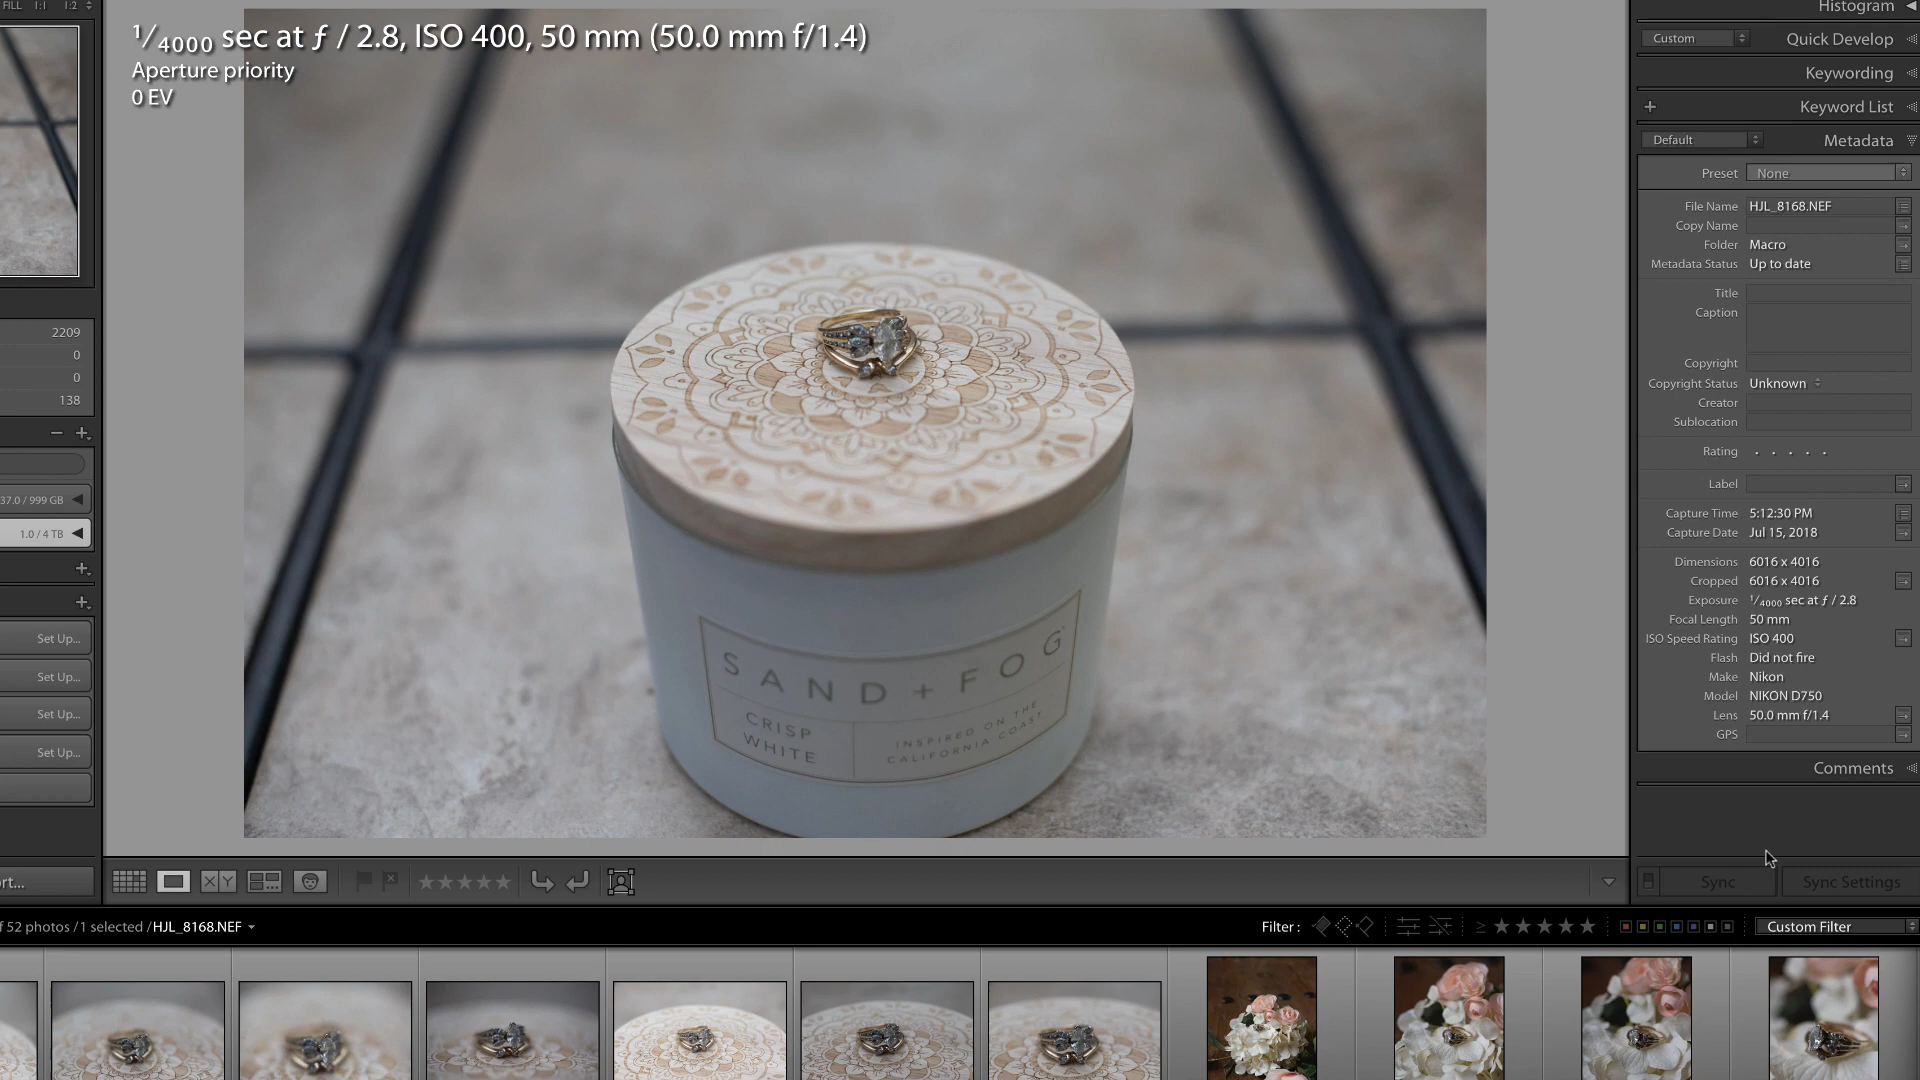 FILL 1:1 1:2
1/4000 sec at ƒ / 2.8, ISO 400, 50 mm (50.0 mm f/1.4)
Aperture priority
0 EV
SAND + FOG
CRISP
WHITE
INSPIRED ON THE
CALIFORNIA COAST
2209
0
0
138
37.0 / 999 GB
1.0 / 4 TB
Set Up...
Set Up...
Set Up...
Set Up...
rt...
Histogram
Custom Quick Develop
Keywording
+ Keyword List
Default Metadata
Preset None
File Name HJL_8168.NEF
Copy Name
Folder Macro
Metadata Status Up to date
Title
Caption
Copyright
Copyright Status Unknown
Creator
Sublocation
Rating . . . . .
Label
Capture Time 5:12:30 PM
Capture Date Jul 15, 2018
Dimensions 6016 x 4016
Cropped 6016 x 4016
Exposure 1/4000 sec at ƒ / 2.8
Focal Length 50 mm
ISO Speed Rating ISO 400
Flash Did not fire
Make Nikon
Model NIKON D750
Lens 50.0 mm f/1.4
GPS
Comments
Sync Sync Settings
X Y
f 52 photos / 1 selected / HJL_8168.NEF
Filter : ≥ Custom Filter